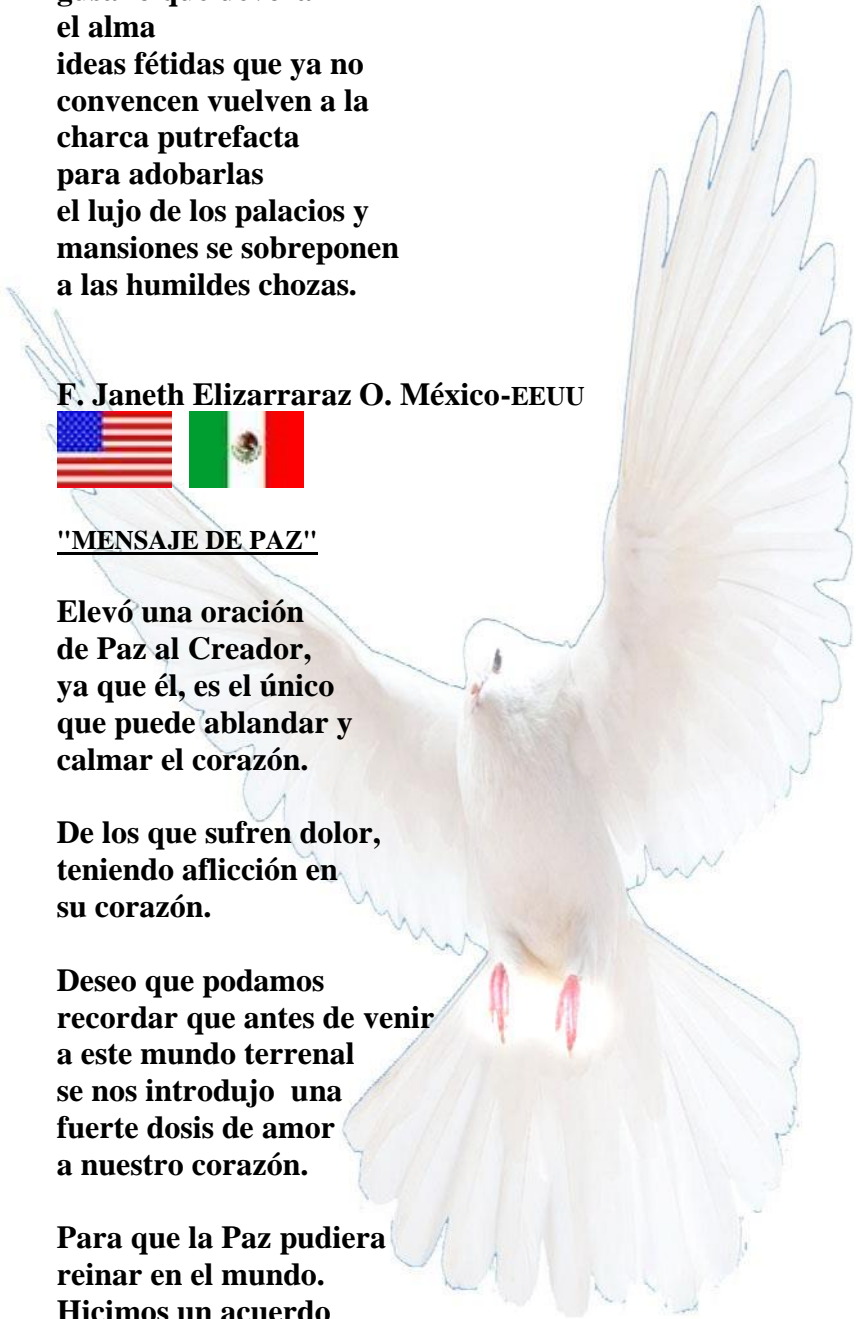 el alma
ideas fétidas que ya no
convencen vuelven a la
charca putrefacta
para adobarlas
el lujo de los palacios y
mansiones se sobreponen
a las humildes chozas.
F. Janeth Elizarraraz O. México-EEUU
"MENSAJE DE PAZ"
Elevó una oración
de Paz al Creador,
ya que él, es el único
que puede ablandar y
calmar el corazón.
De los que sufren dolor,
teniendo aflicción en
su corazón.
Deseo que podamos
recordar que antes de venir
a este mundo terrenal
se nos introdujo una
fuerte dosis de amor
a nuestro corazón.
Para que la Paz pudiera
reinar en el mundo.
Hicimos un acuerdo